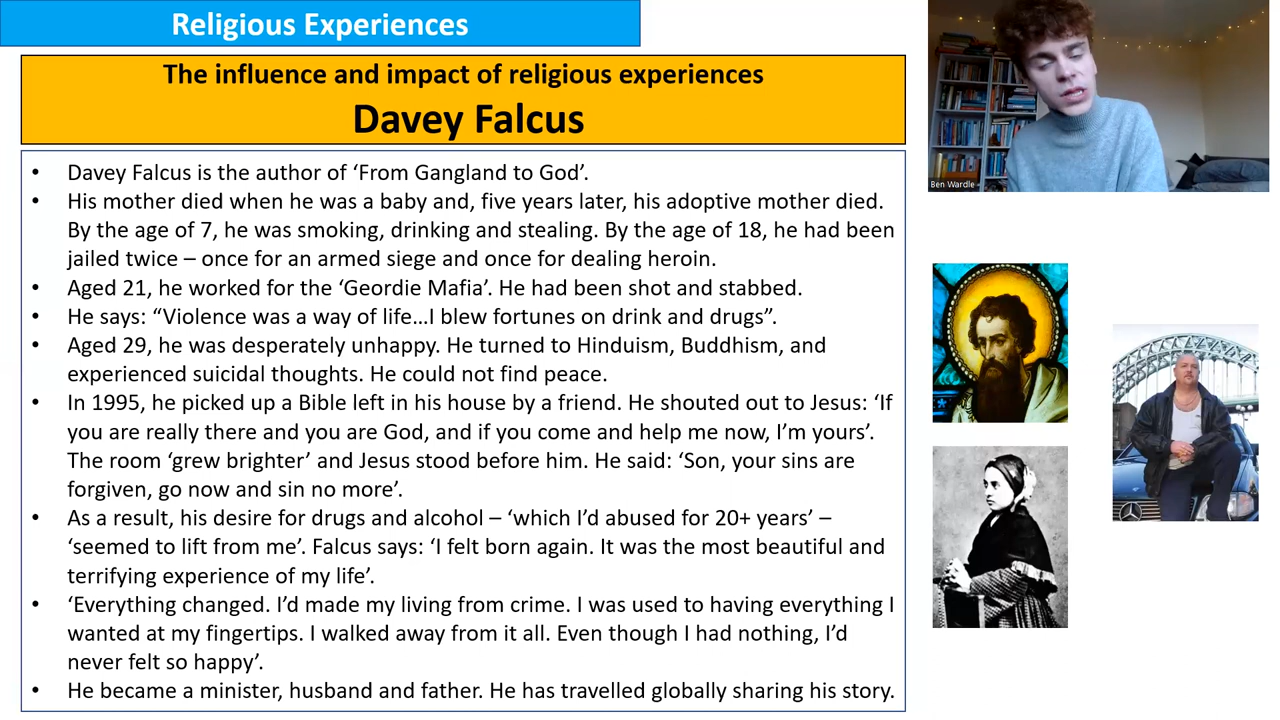 Religious Experiences
The influence and impact of religious experiences
Davey Falcus
• Davey Falcus is the author of ‘From Gangland to God’.
• His mother died when he was a baby and, five years later, his adoptive mother died.
By the age of 7, he was smoking, drinking and stealing. By the age of 18, he had been
jailed twice – once for an armed siege and once for dealing heroin.
• Aged 21, he worked for the ‘Geordie Mafia’. He had been shot and stabbed.
• He says: “Violence was a way of life…I blew fortunes on drink and drugs”.
• Aged 29, he was desperately unhappy. He turned to Hinduism, Buddhism, and
experienced suicidal thoughts. He could not find peace.
• In 1995, he picked up a Bible left in his house by a friend. He shouted out to Jesus: ‘If
you are really there and you are God, and if you come and help me now, I’m yours’.
The room ‘grew brighter’ and Jesus stood before him. He said: ‘Son, your sins are
forgiven, go now and sin no more’.
• As a result, his desire for drugs and alcohol – ‘which I’d abused for 20+ years’ –
‘seemed to lift from me’. Falcus says: ‘I felt born again. It was the most beautiful and
terrifying experience of my life’.
• ‘Everything changed. I’d made my living from crime. I was used to having everything I
wanted at my fingertips. I walked away from it all. Even though I had nothing, I’d
never felt so happy’.
• He became a minister, husband and father. He has travelled globally sharing his story.
Ben Wardle